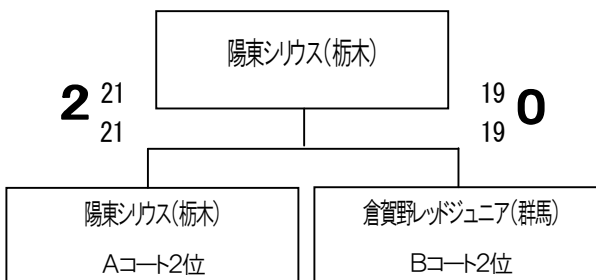 陽東シリウス(栃木)
2 21 19 0
21 19
陽東シリウス(栃木) 倉賀野レッドジュニア(群馬)
Aコート2位 Bコート2位